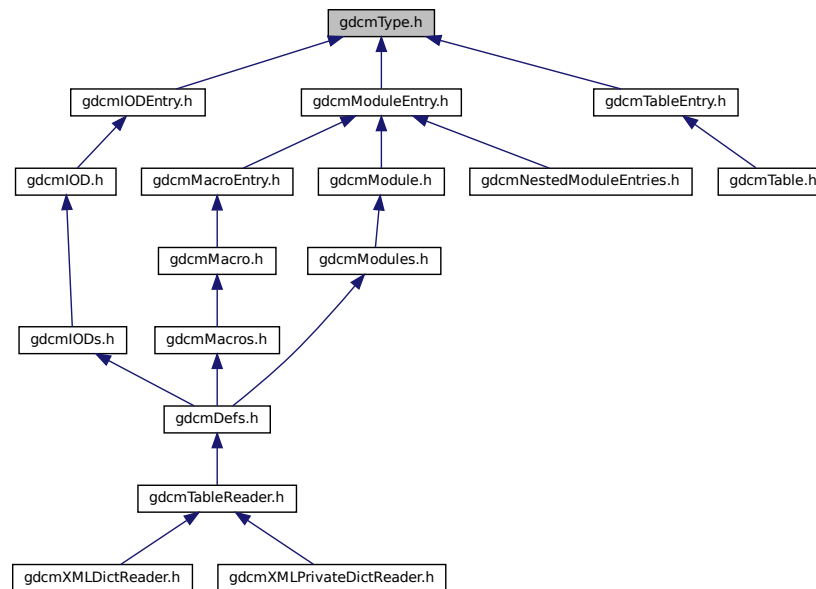 gdcmType.h
gdcmIODEntry.h
gdcmModuleEntry.h
gdcmTableEntry.h
gdcmIOD.h
gdcmMacroEntry.h
gdcmModule.h
gdcmNestedModuleEntries.h
gdcmTable.h
gdcmMacro.h
gdcmModules.h
gdcmIODs.h
gdcmMacros.h
gdcmDefs.h
gdcmTableReader.h
gdcmXMLDictReader.h
gdcmXMLPrivateDictReader.h